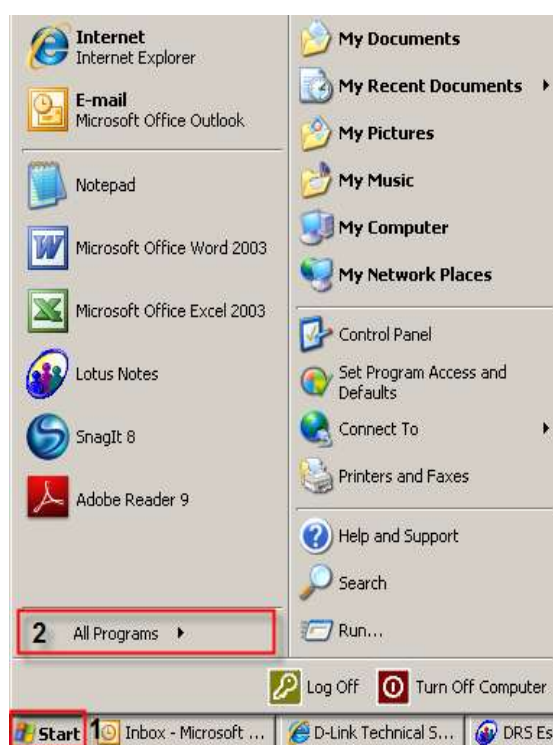 Internet
Internet Explorer
E-mail
Microsoft Office Outlook
Notepad
Microsoft Office Word 2003
Microsoft Office Excel 2003
Lotus Notes
SnagIt 8
Adobe Reader 9
2 All Programs
My Documents
My Recent Documents
My Pictures
My Music
My Computer
My Network Places
Control Panel
Set Program Access and
Defaults
Connect To
Printers and Faxes
Help and Support
Search
Run...
Log Off
Turn Off Computer
Start 1
Inbox - Microsoft ...
D-Link Technical S...
DRS Es